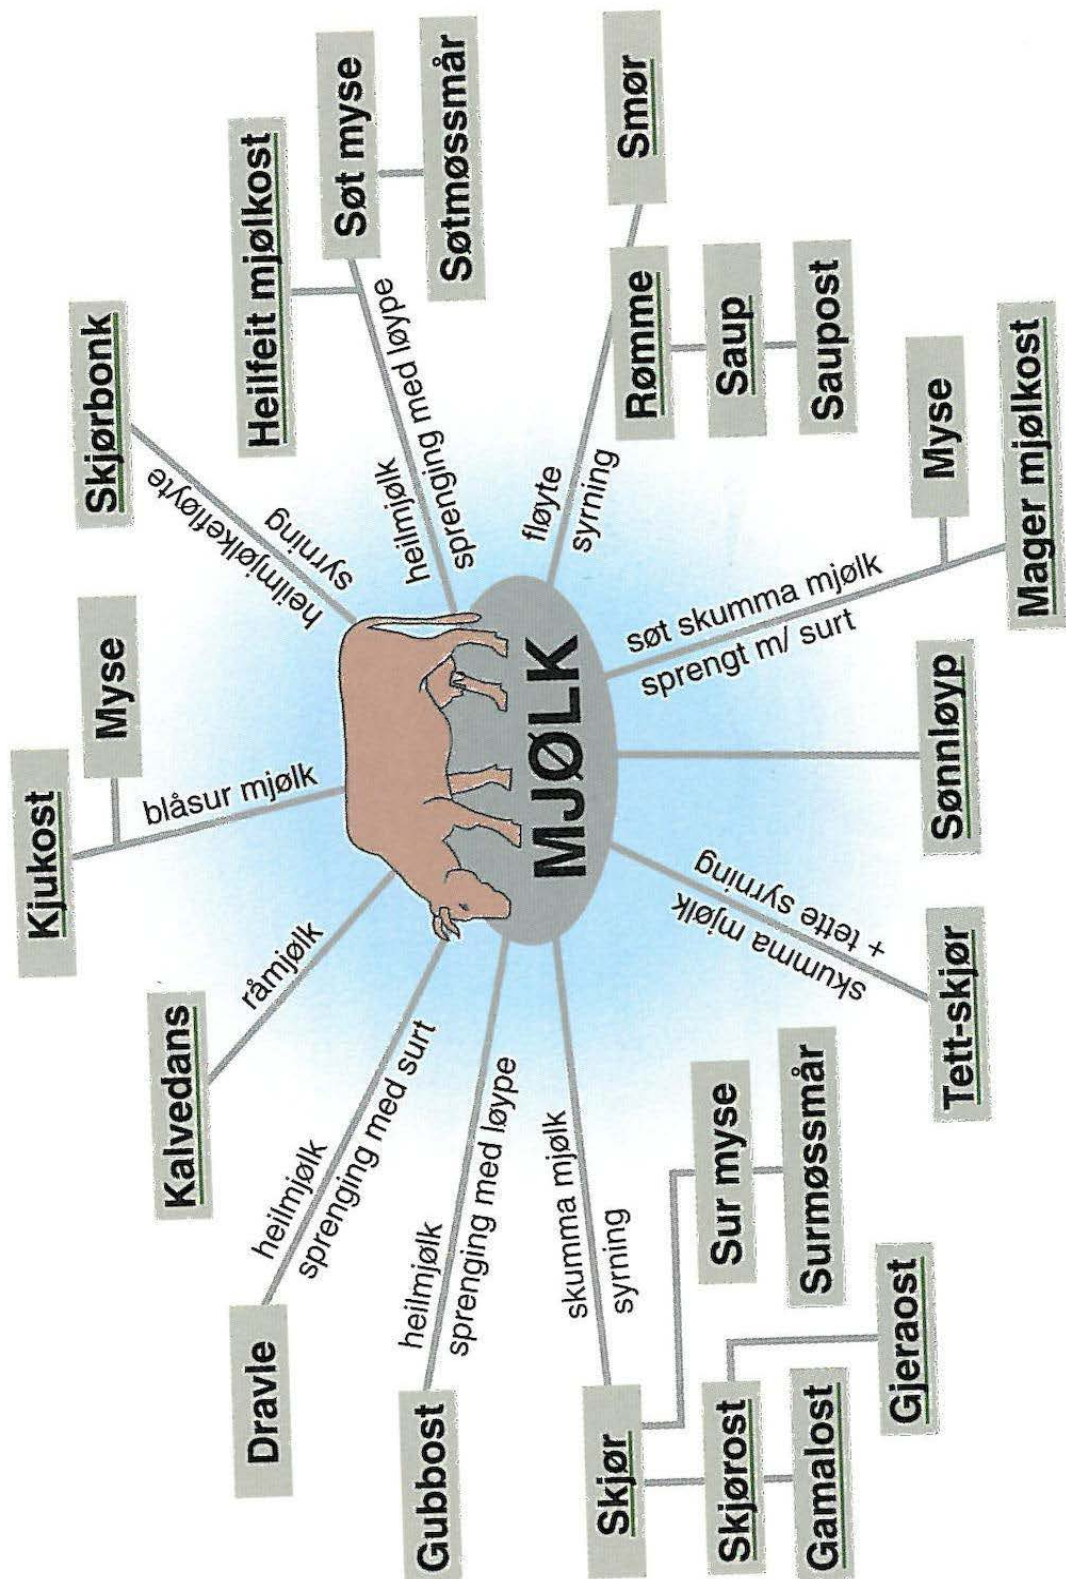 Kjukost
Myse
blåsur mjølk
Skjørbonk
heilmjølkefløyte
syrning
Heilfeit mjølkost
Søt myse
Søtmøssmår
heilmjølk
sprenging med løype
Kalvedans
råmjølk
Dravle
heilmjølk
sprenging med surt
Gubbost
heilmjølk
sprenging med løype
MJØLK
fløyte
syrning
Smør
Rømme
Saup
Saupost
Skjør
skumma mjølk
syrning
Sur myse
Surmøssmår
Skjørost
Gamalost
Gjeraost
skumma mjølk
+ tette syrning
Tett-skjør
Sønnløyp
søt skumma mjølk
sprengt m/ surt
Myse
Mager mjølkost